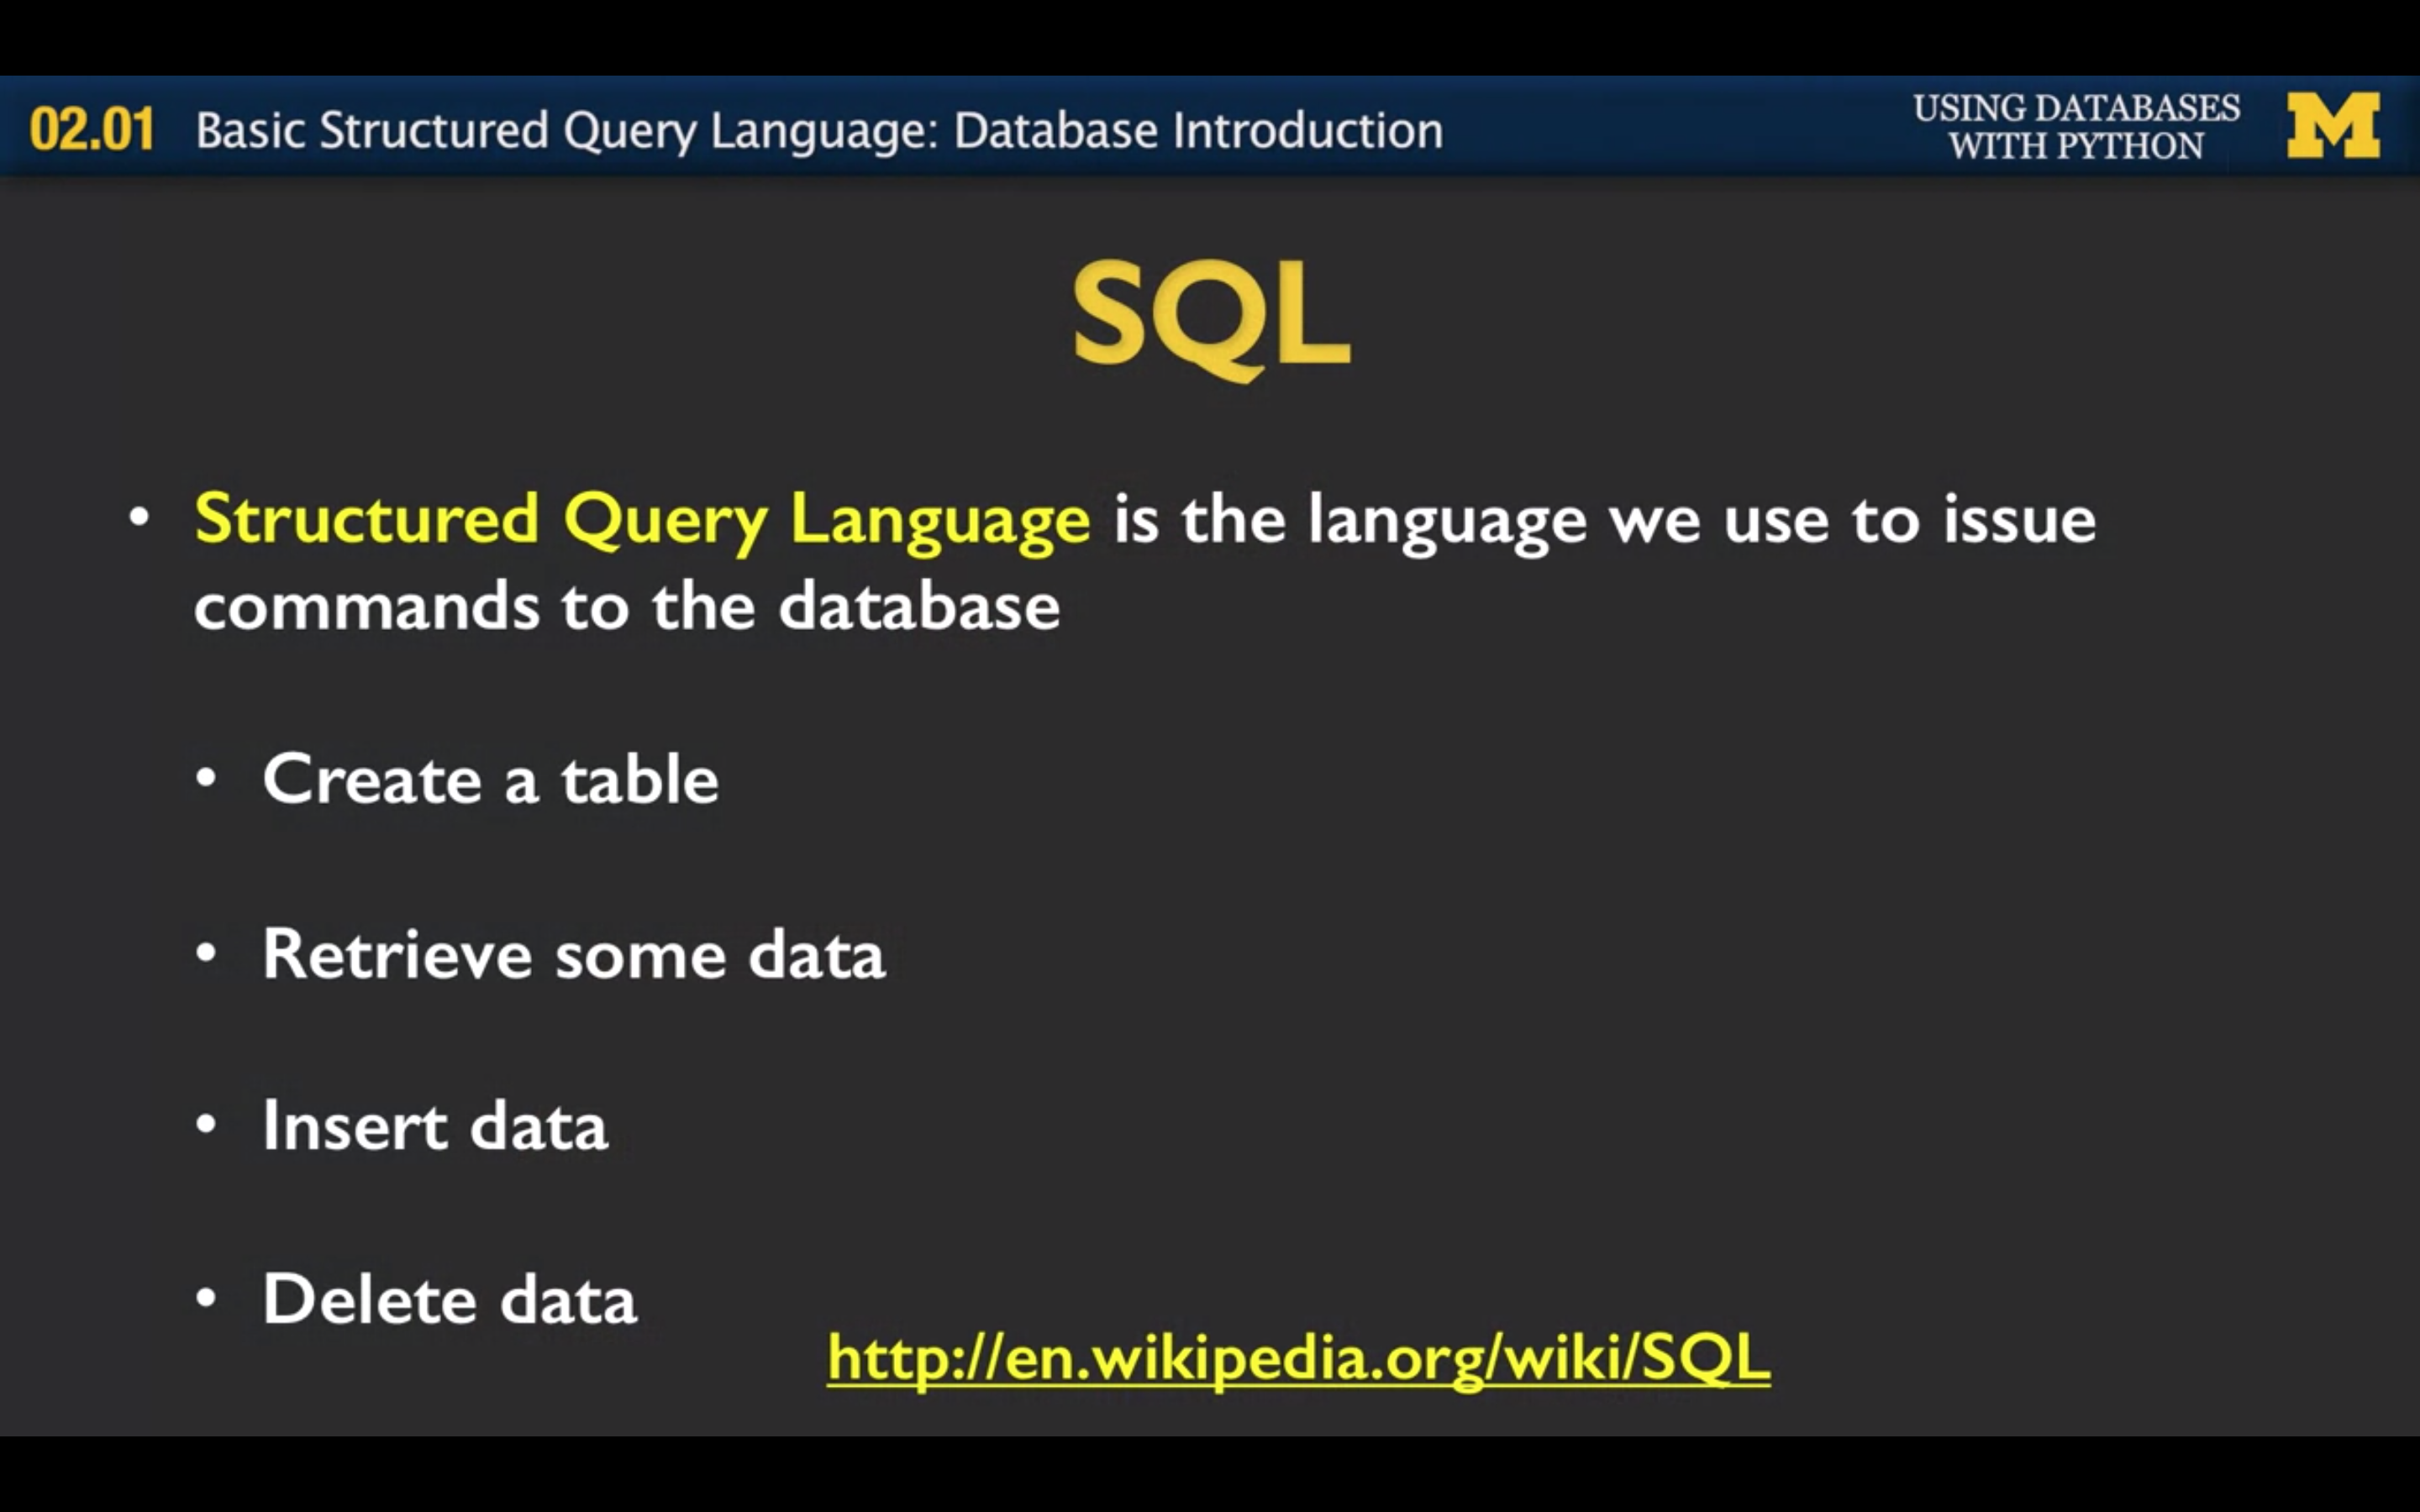 02.01 Basic Structured Query Language: Database Introduction
USING DATABASES
WITH PYTHON
M
SQL
• Structured Query Language is the language we use to issue
commands to the database
• Create a table
• Retrieve some data
• Insert data
• Delete data
http://en.wikipedia.org/wiki/SQL